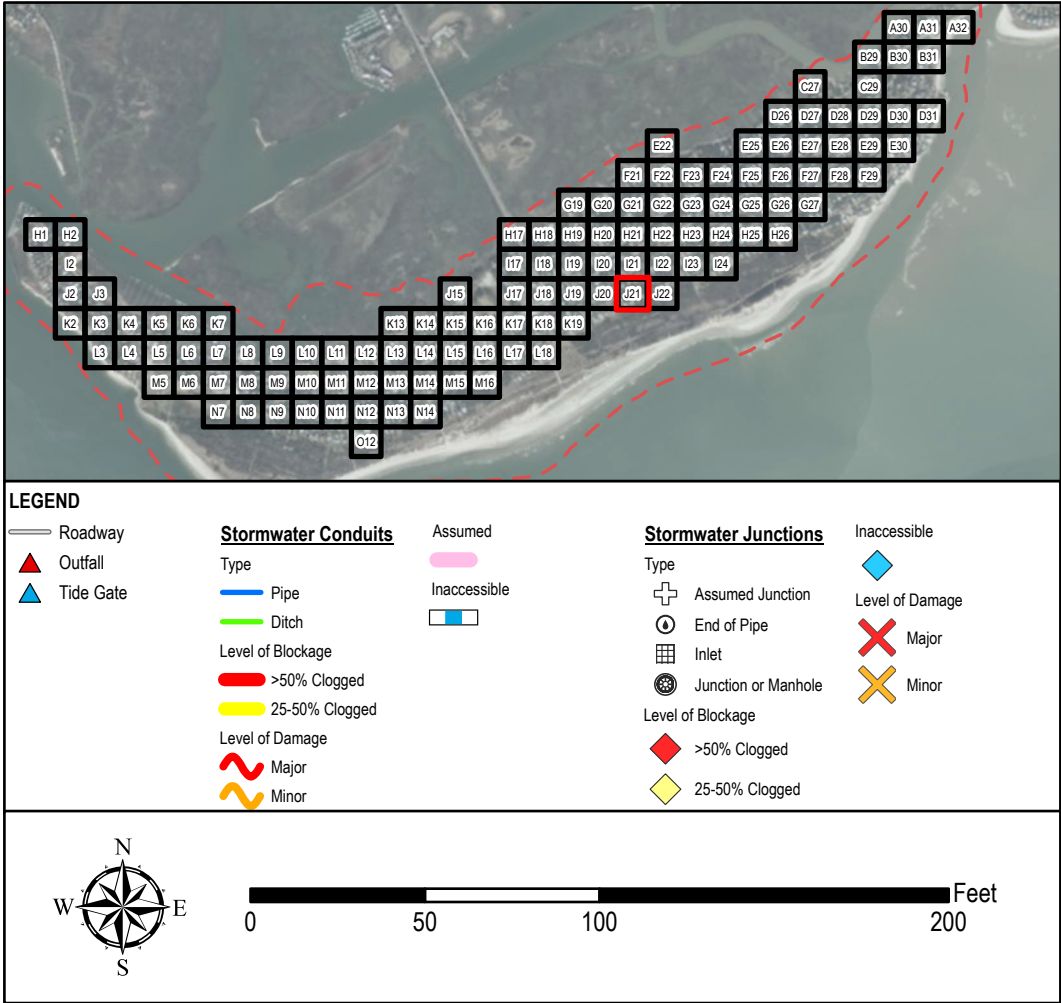 A30 A31 A32
B29 B30 B31
C27 C29
D26 D27 D28 D29 D30 D31
E22 E25 E26 E27 E28 E29 E30
F21 F22 F23 F24 F25 F26 F27 F28 F29
G19 G20 G21 G22 G23 G24 G25 G26 G27
H1 H2 H17 H18 H19 H20 H21 H22 H23 H24 H25 H26
I2 I17 I18 I19 I20 I21 I22 I23 I24
J2 J3 J15 J17 J18 J19 J20 J21 J22
K2 K3 K4 K5 K6 K7 K13 K14 K15 K16 K17 K18 K19
L3 L4 L5 L6 L7 L8 L9 L10 L11 L12 L13 L14 L15 L16 L17 L18
M5 M6 M7 M8 M9 M10 M11 M12 M13 M14 M15 M16
N7 N8 N9 N10 N11 N12 N13 N14
O12
LEGEND
Roadway
Outfall
Tide Gate
Stormwater Conduits
Type
Pipe
Ditch
Level of Blockage
>50% Clogged
25-50% Clogged
Level of Damage
Major
Minor
Assumed
Inaccessible
Stormwater Junctions
Type
Assumed Junction
End of Pipe
Inlet
Junction or Manhole
Level of Blockage
>50% Clogged
25-50% Clogged
Inaccessible
Level of Damage
Major
Minor
N
W E
S
Feet
0 50 100 200